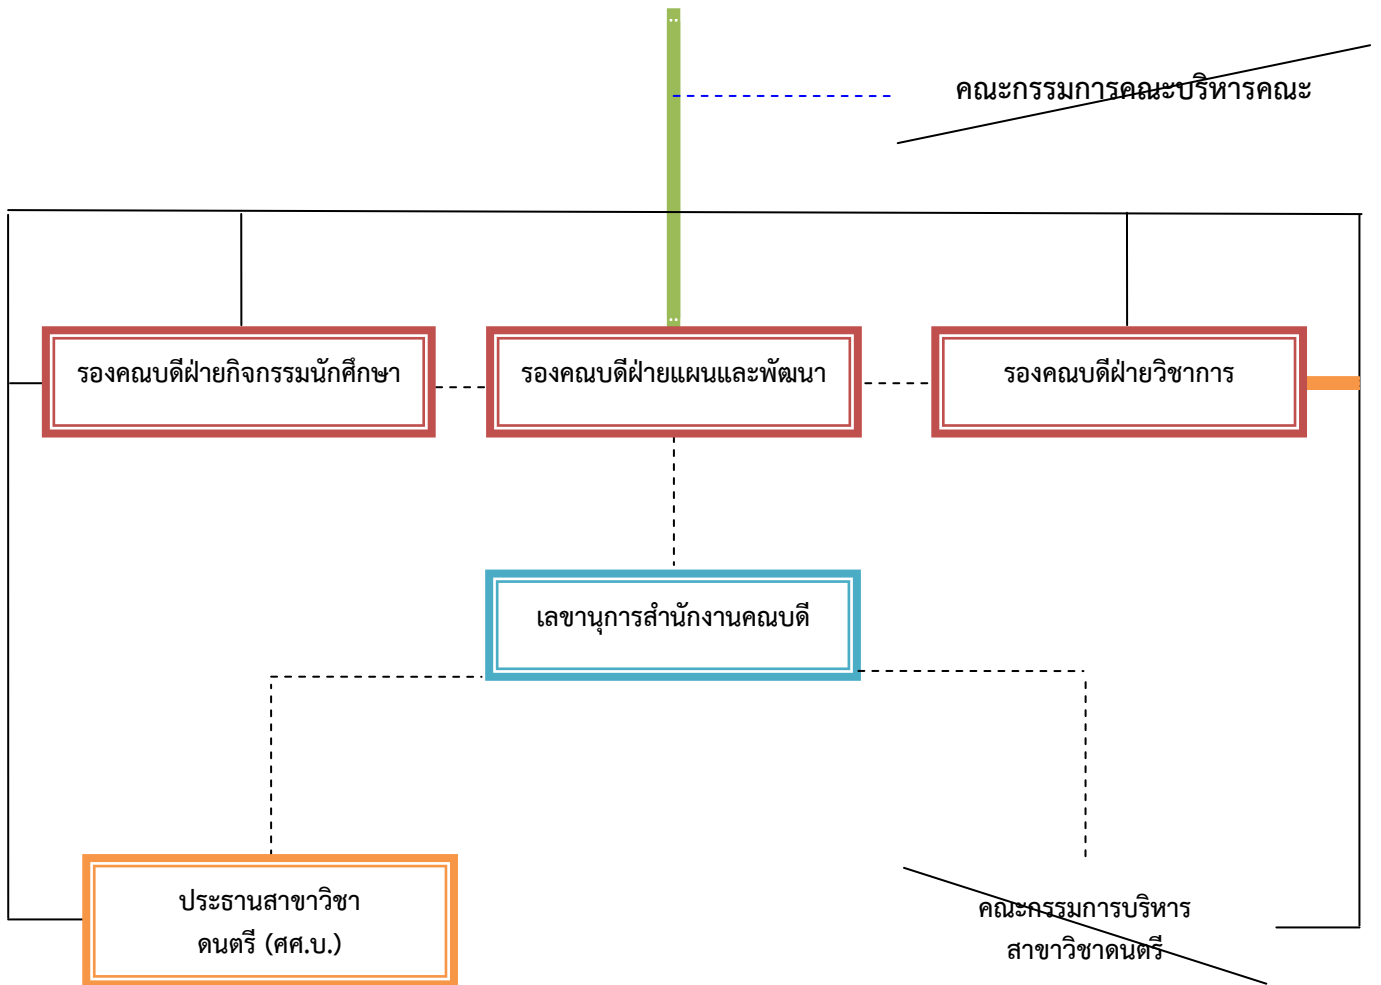 คณะกรรมการคณะบริหารคณะ
รองคณบดีฝ่ายกิจกรรมนักศึกษา
รองคณบดีฝ่ายแผนและพัฒนา
รองคณบดีฝ่ายวิชาการ
เลขานุการสำนักงานคณบดี
ประธานสาขาวิชา
ดนตรี (ศศ.บ.)
คณะกรรมการบริหาร
สาขาวิชาดนตรี